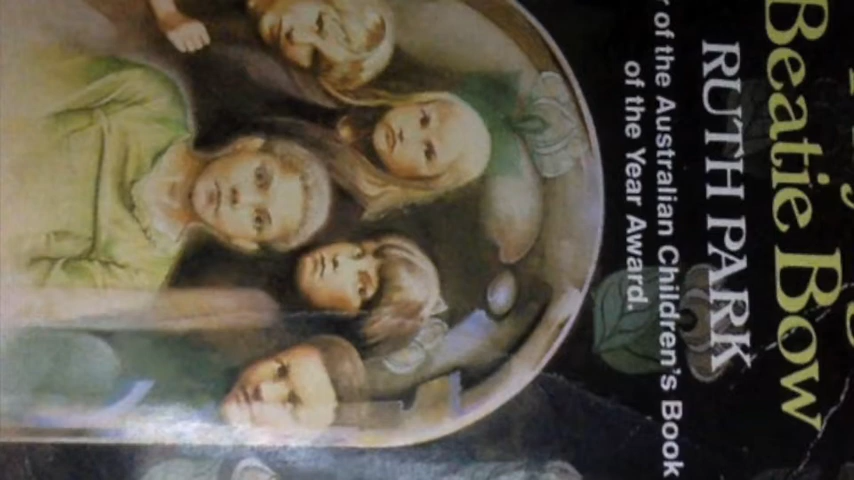 Beatie Bow
RUTH PARK
r of the Australian Children's Book
of the Year Award.